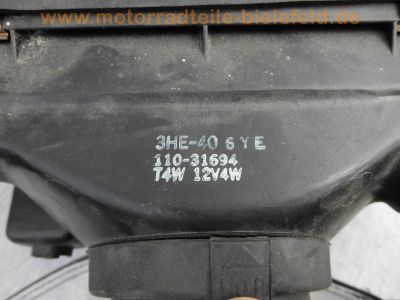 www.motorradteile-bielefeld.de
3HE-40 6 Y E
110-31694
T4W 12V4W